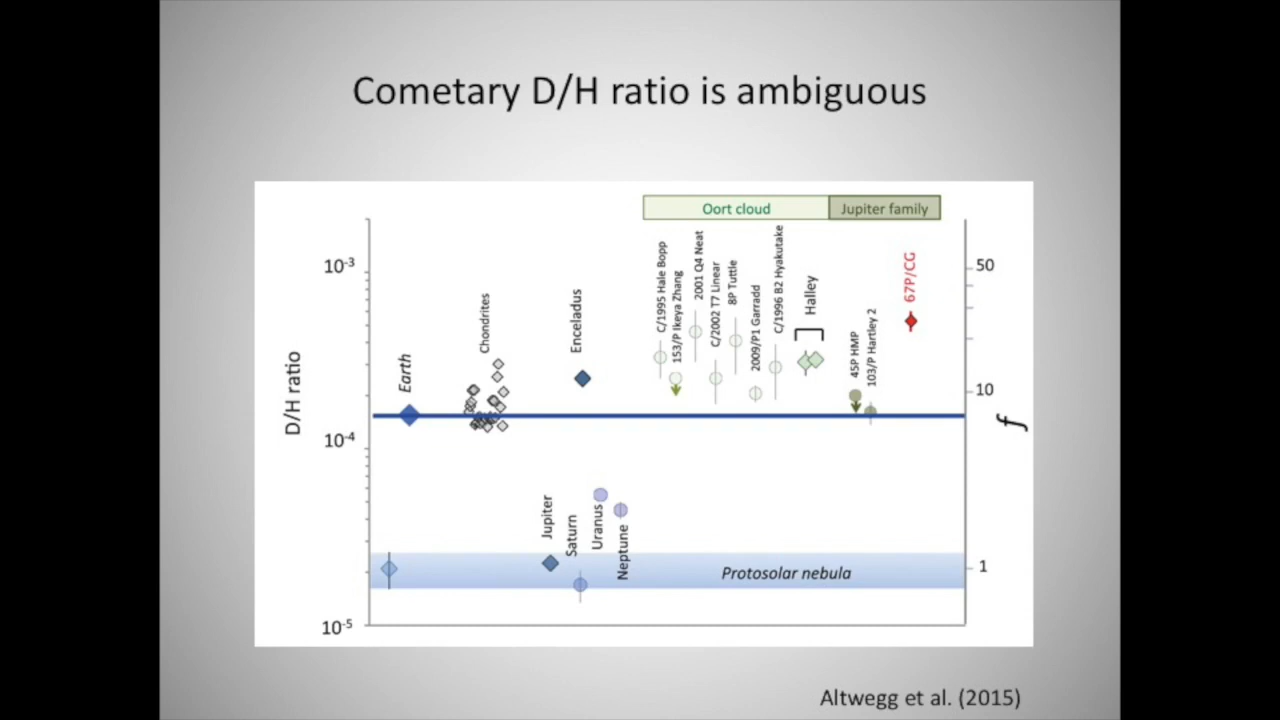 Cometary D/H ratio is ambiguous
Oort cloud
Jupiter family
D/H ratio
10-3
10-4
10-5
Earth
Chondrites
Enceladus
C/1995 Hale Bopp
153/P Ikeya Zhang
2001 Q4 Neat
C/2002 T7 Linear
8P Tuttle
2009/P1 Garradd
C/1996 B2 Hyakutake
Halley
45P HMP
103/P Hartley 2
67P/CG
50
10
1
f
Jupiter
Saturn
Uranus
Neptune
Protosolar nebula
Altwegg et al. (2015)